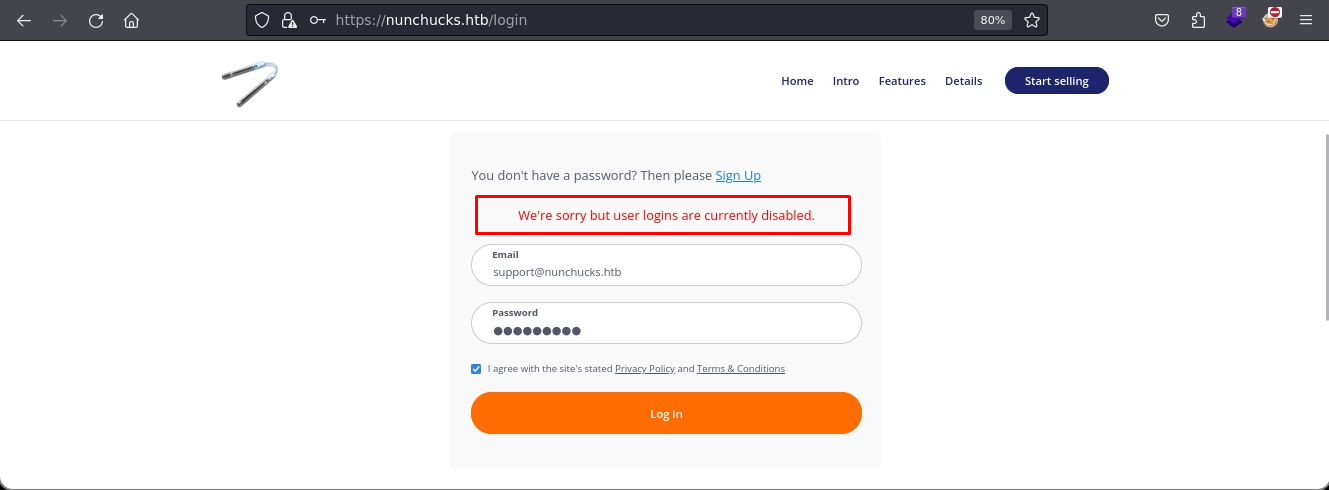 https://nunchucks.htb/login
80%
8
Home Intro Features Details Start selling
You don't have a password? Then please Sign Up
We're sorry but user logins are currently disabled.
Email
support@nunchucks.htb
Password
●●●●●●●●●
I agree with the site's stated Privacy Policy and Terms & Conditions
Log In